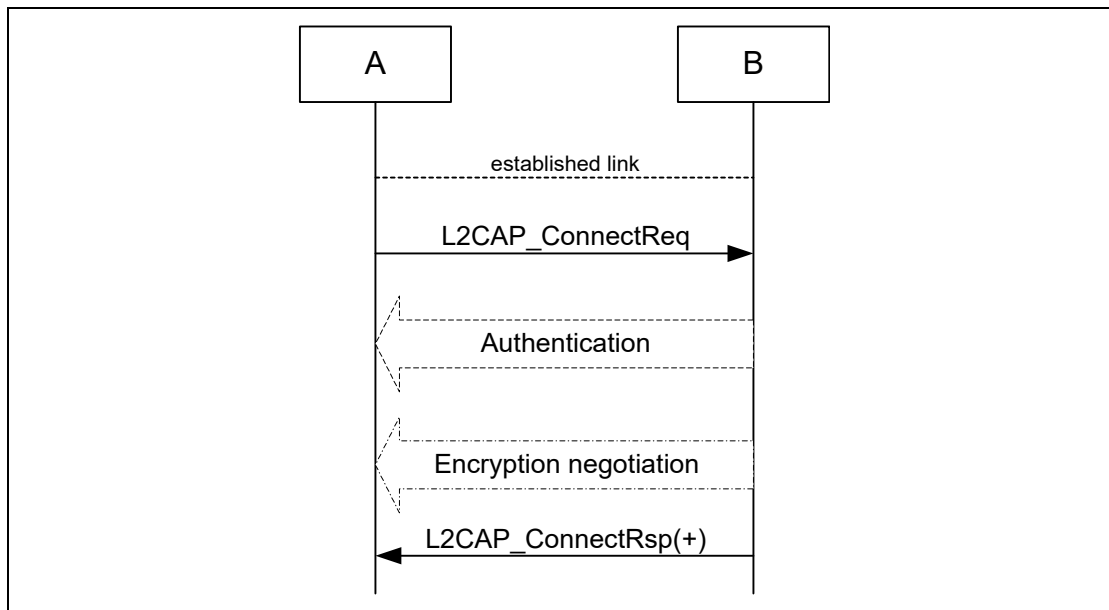 A
B
established link
L2CAP_ConnectReq
Authentication
Encryption negotiation
L2CAP_ConnectRsp(+)